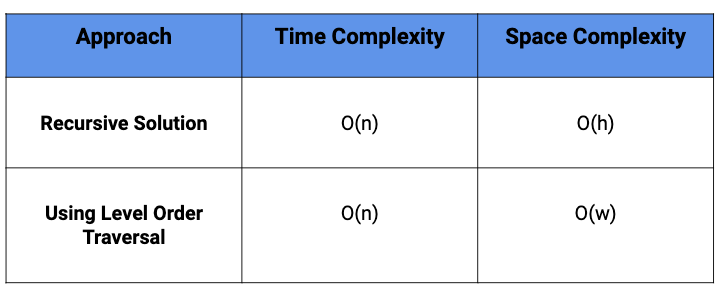 Approach Time Complexity Space Complexity
Recursive Solution O(n) O(h)
Using Level Order
Traversal O(n) O(w)